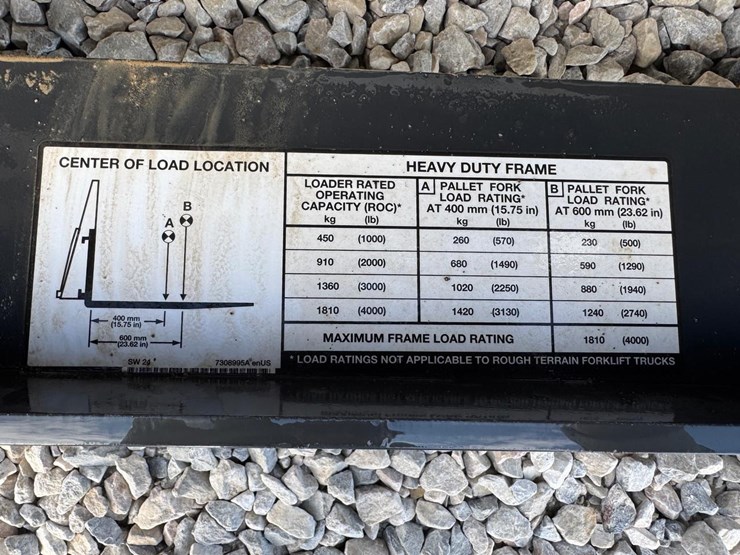 CENTER OF LOAD LOCATION
A
B
400 mm
(15.75 in)
600 mm
(23.62 in)
SW 24
7308995A enUS
HEAVY DUTY FRAME
LOADER RATED
OPERATING
CAPACITY (ROC)*
kg (lb)
A PALLET FORK
LOAD RATING*
AT 400 mm (15.75 in)
kg (lb)
B PALLET FORK
LOAD RATING*
AT 600 mm (23.62 in)
kg (lb)
450 (1000) 260 (570) 230 (500)
910 (2000) 680 (1490) 590 (1290)
1360 (3000) 1020 (2250) 880 (1940)
1810 (4000) 1420 (3130) 1240 (2740)
MAXIMUM FRAME LOAD RATING 1810 (4000)
* LOAD RATINGS NOT APPLICABLE TO ROUGH TERRAIN FORKLIFT TRUCKS